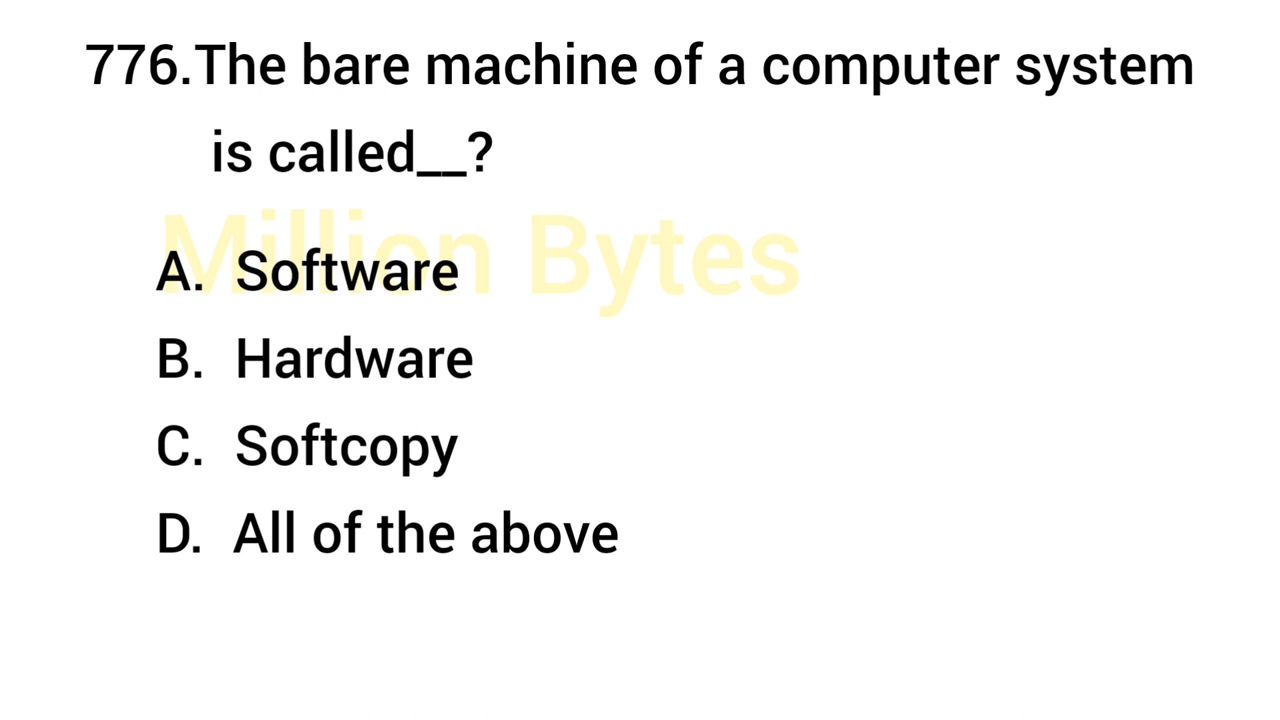 776.The bare machine of a computer system
is called__?
Million Bytes
A. Software
B. Hardware
C. Softcopy
D. All of the above